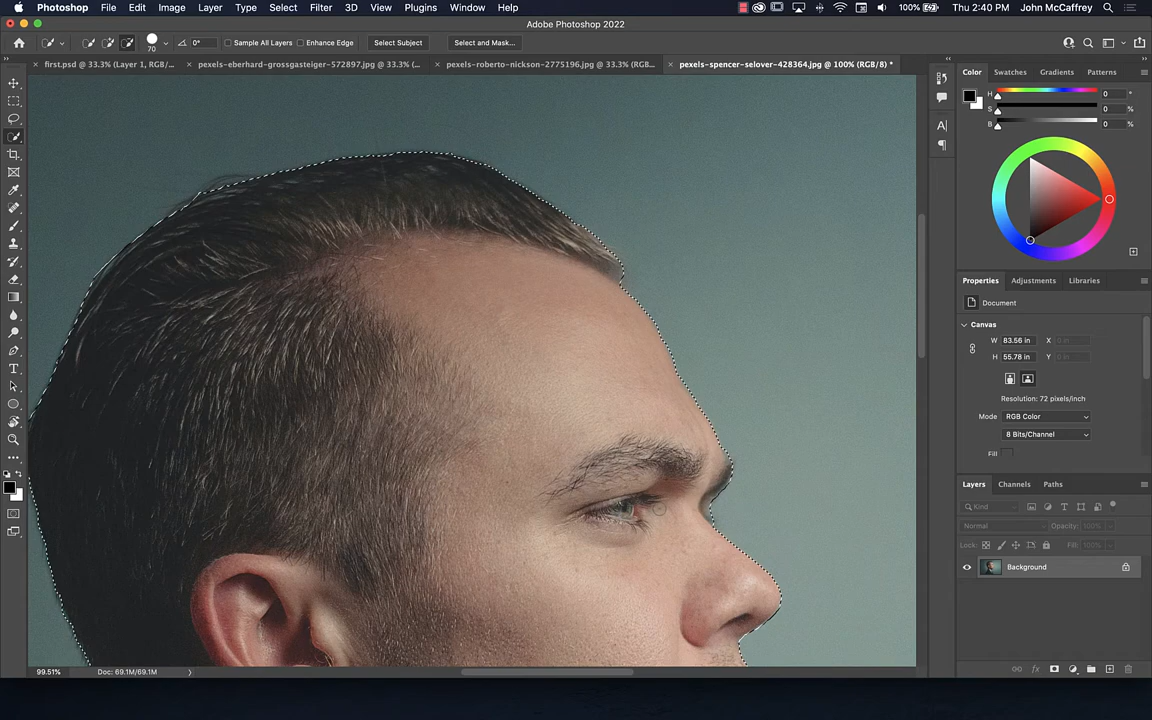 Photoshop File Edit Image Layer Type Select Filter 3D View Plugins Window Help 100% Thu 2:40 PM John McCaffrey
Adobe Photoshop 2022
70 0° Sample All Layers Enhance Edge Select Subject Select and Mask...
first.psd @ 33.3% (Layer 1, RGB/... pexels-eberhard-grossgasteiger-572897.jpg @ 33.3% (... pexels-roberto-nickson-2775196.jpg @ 33.3% (RGB... pexels-spencer-selover-428364.jpg @ 100% (RGB/8) *
Color Swatches Gradients Patterns
H 0 °
S 0 %
B 0 %
Properties Adjustments Libraries
Document
Canvas
W 83.56 in X 0 in
H 55.78 in Y 0 in
Resolution: 72 pixels/inch
Mode RGB Color
8 Bits/Channel
Fill
Layers Channels Paths
Kind
Normal Opacity: 100%
Lock: Fill: 100%
Background
99.51% Doc: 69.1M/69.1M